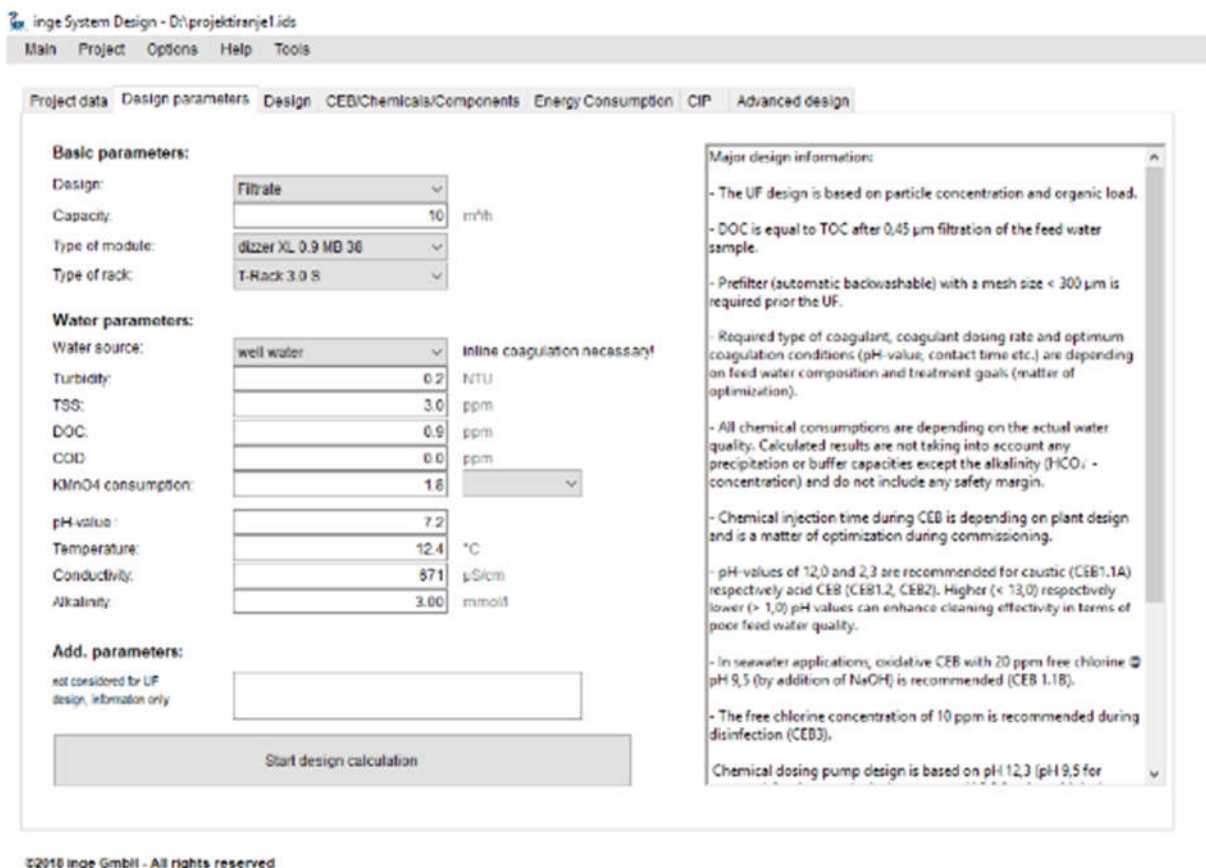 inge System Design - D:\projektiranje1.ids
Main Project Options Help Tools
Project data Design parameters Design CEB/Chemicals/Components Energy Consumption CIP Advanced design
Basic parameters:
Design: Filtrate
Capacity: 10 m³/h
Type of module: dizzer XL 0.9 MB 38
Type of rack: T-Rack 3.0 S
Water parameters:
Water source: well water inline coagulation necessary!
Turbidity: 0.2 NTU
TSS: 3.0 ppm
DOC: 0.9 ppm
COD 0.0 ppm
KMnO4 consumption: 1.8
pH-value : 7.2
Temperature: 12.4 °C
Conductivity: 671 µS/cm
Alkalinity: 3.00 mmol/l
Add. parameters:
not considered for UF
design, information only
Start design calculation
Major design information:
- The UF design is based on particle concentration and organic load.
- DOC is equal to TOC after 0,45 µm filtration of the feed water
sample.
- Prefilter (automatic backwashable) with a mesh size < 300 µm is
required prior the UF.
- Required type of coagulant, coagulant dosing rate and optimum
coagulation conditions (pH-value, contact time etc.) are depending
on feed water composition and treatment goals (matter of
optimization).
- All chemical consumptions are depending on the actual water
quality. Calculated results are not taking into account any
precipitation or buffer capacities except the alkalinity (HCO₃⁻ -
concentration) and do not include any safety margin.
- Chemical injection time during CEB is depending on plant design
and is a matter of optimization during commissioning.
- pH-values of 12,0 and 2,3 are recommended for caustic (CEB1.1A)
respectively acid CEB (CEB1.2, CEB2). Higher (< 13,0) respectively
lower (> 1,0) pH values can enhance cleaning effectivity in terms of
poor feed water quality.
- In seawater applications, oxidative CEB with 20 ppm free chlorine @
pH 9,5 (by addition of NaOH) is recommended (CEB 1.1B).
- The free chlorine concentration of 10 ppm is recommended during
disinfection (CEB3).
Chemical dosing pump design is based on pH 12,3 (pH 9,5 for
©2018 inge GmbH - All rights reserved